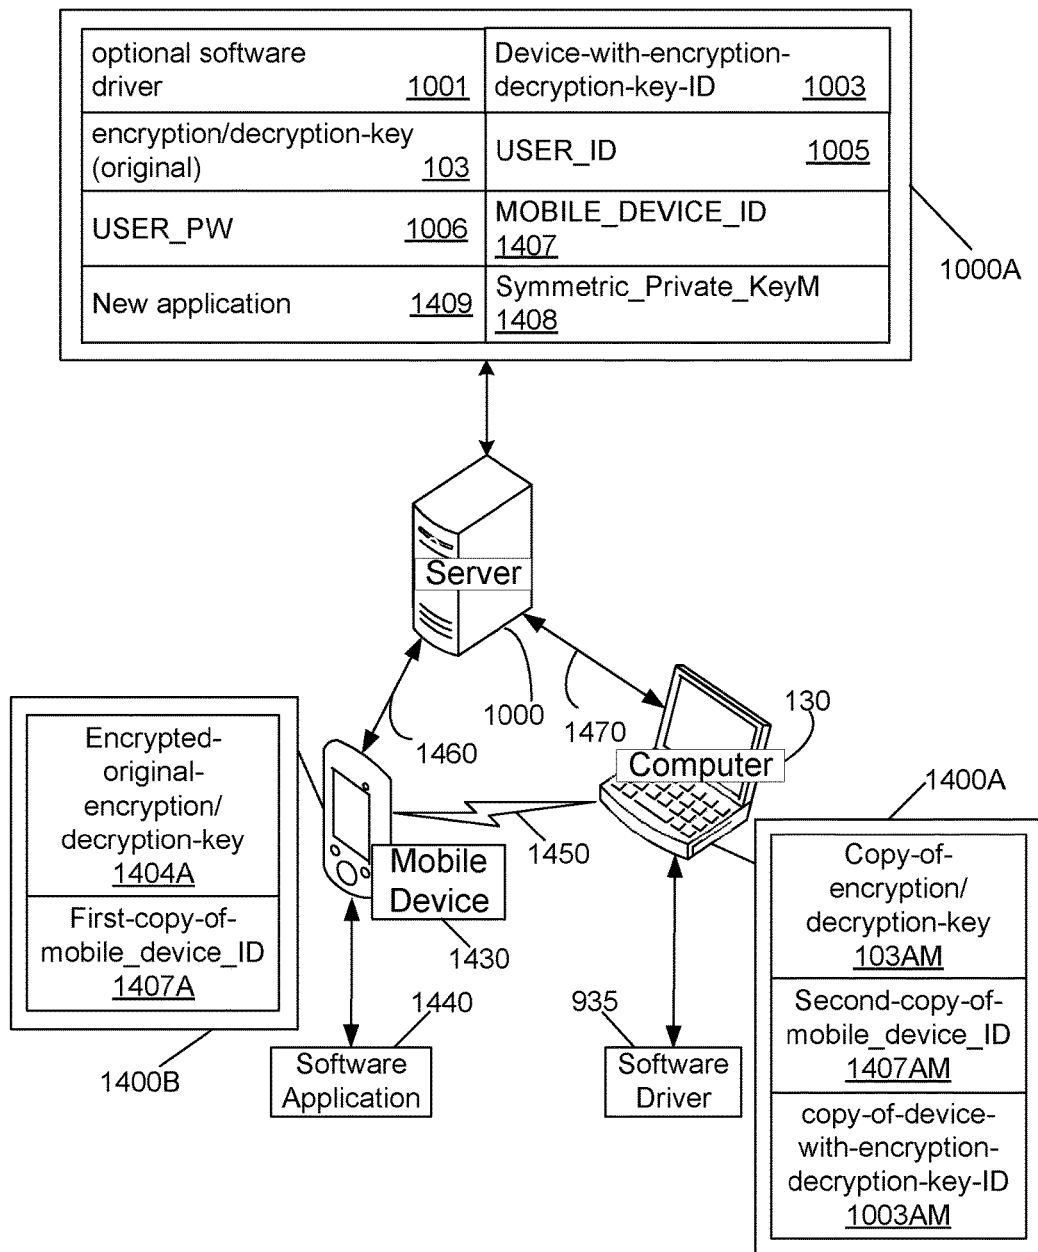 optional software
driver 1001
Device-with-encryption-
decryption-key-ID 1003
encryption/decryption-key
(original) 103
USER_ID 1005
USER_PW 1006
MOBILE_DEVICE_ID
1407
New application 1409
Symmetric_Private_KeyM
1408
1000A
Server
1000
1470
1460
130
Computer
1400A
Encrypted-
original-
encryption/
decryption-key
1404A
First-copy-of-
mobile_device_ID
1407A
1450
Mobile
Device
1430
Copy-of-
encryption/
decryption-key
103AM
Second-copy-of-
mobile_device_ID
1407AM
copy-of-device-
with-encryption-
decryption-key-ID
1003AM
1440
935
1400B
Software
Application
Software
Driver